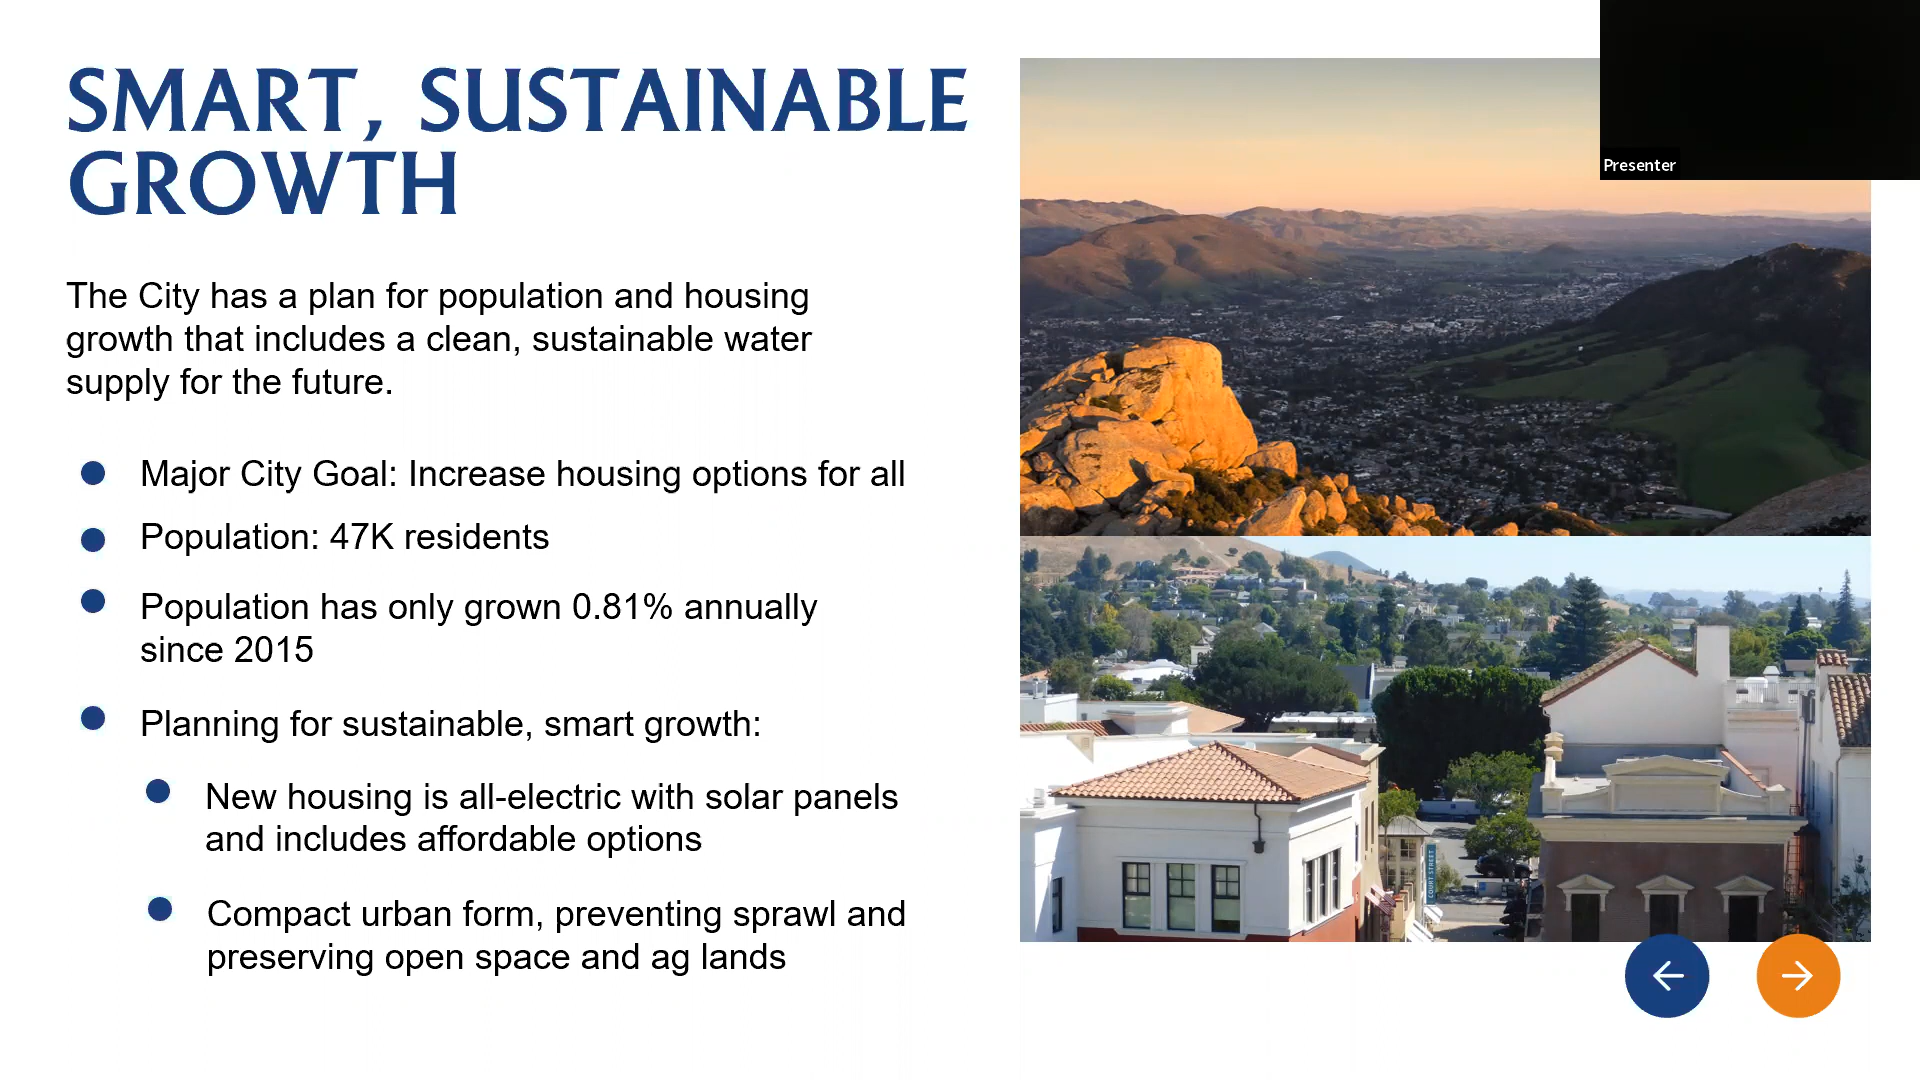 SMART, SUSTAINABLE
GROWTH
Presenter
The City has a plan for population and housing
growth that includes a clean, sustainable water
supply for the future.
Major City Goal: Increase housing options for all
Population: 47K residents
Population has only grown 0.81% annually
since 2015
Planning for sustainable, smart growth:
New housing is all-electric with solar panels
and includes affordable options
Compact urban form, preventing sprawl and
preserving open space and ag lands
COURT STREET